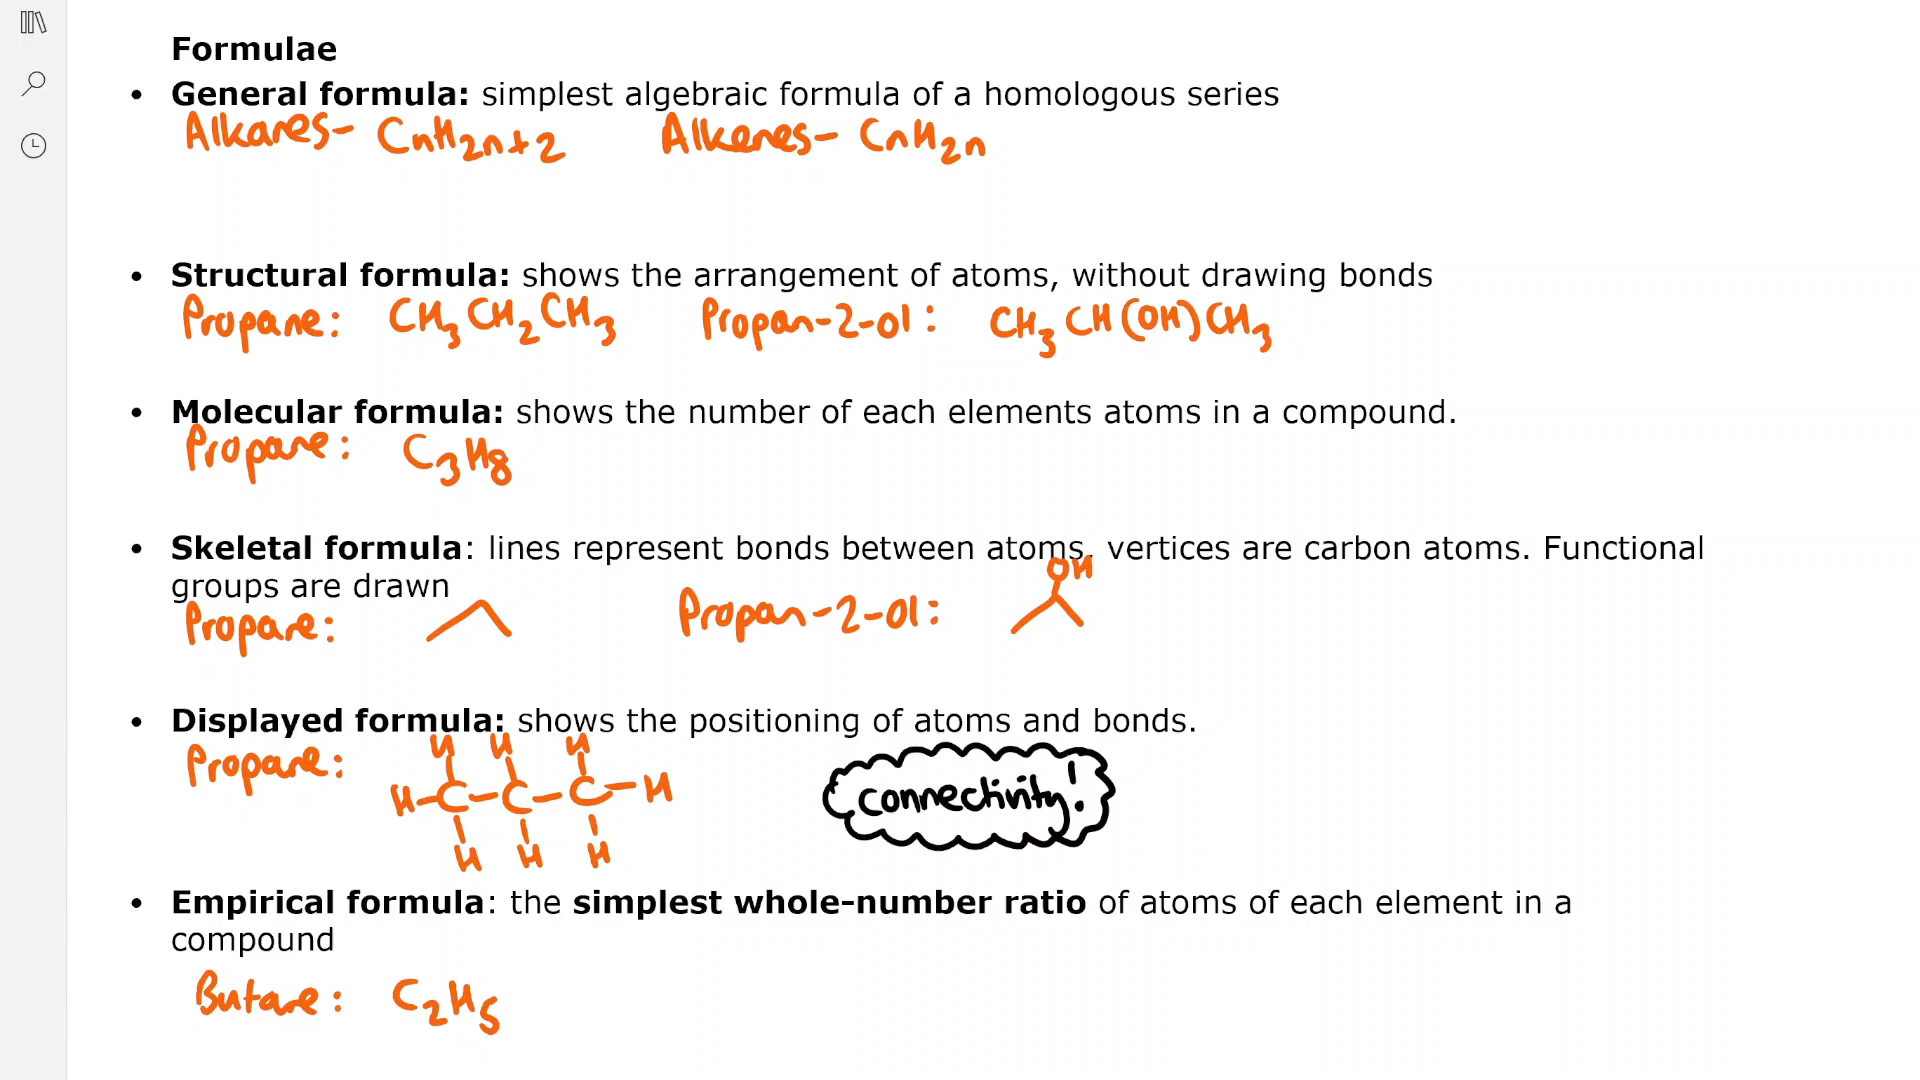 Formulae
• General formula: simplest algebraic formula of a homologous series
Alkanes- CnH2n+2 Alkenes- CnH2n
• Structural formula: shows the arrangement of atoms, without drawing bonds
Propane: CH3CH2CH3 Propan-2-ol: CH3CH(OH)CH3
• Molecular formula: shows the number of each elements atoms in a compound.
Propane: C3H8
• Skeletal formula: lines represent bonds between atoms, vertices are carbon atoms. Functional
groups are drawn
OH
Propane: Propan-2-ol:
• Displayed formula: shows the positioning of atoms and bonds.
H H H
Propane: H-C-C-C-H connectivity!
H H H
• Empirical formula: the simplest whole-number ratio of atoms of each element in a
compound
Butane: C2H5